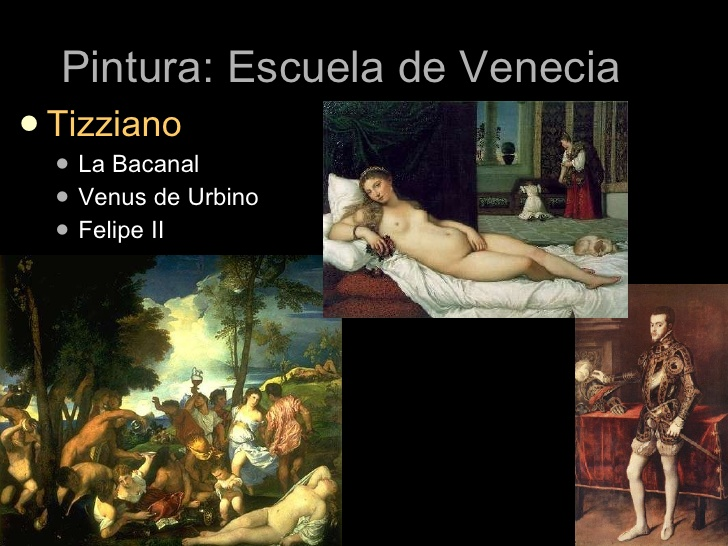 Pintura: Escuela de Venecia
Tizziano
La Bacanal
Venus de Urbino
Felipe II